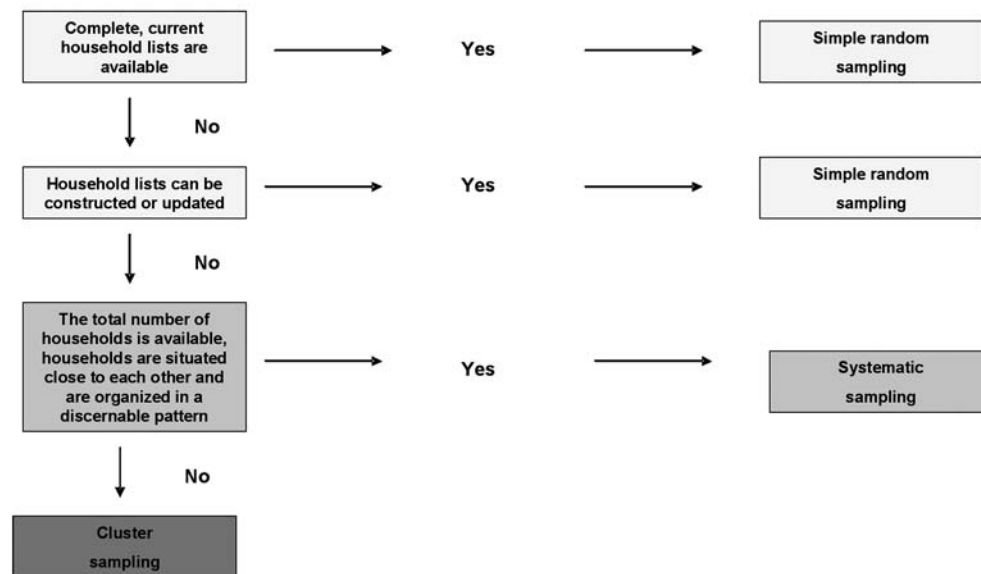 Complete, current
household lists are
available
Yes
Simple random
sampling
No
Household lists can be
constructed or updated
Yes
Simple random
sampling
No
The total number of
households is available,
households are situated
close to each other and
are organized in a
discernable pattern
Yes
Systematic
sampling
No
Cluster
sampling